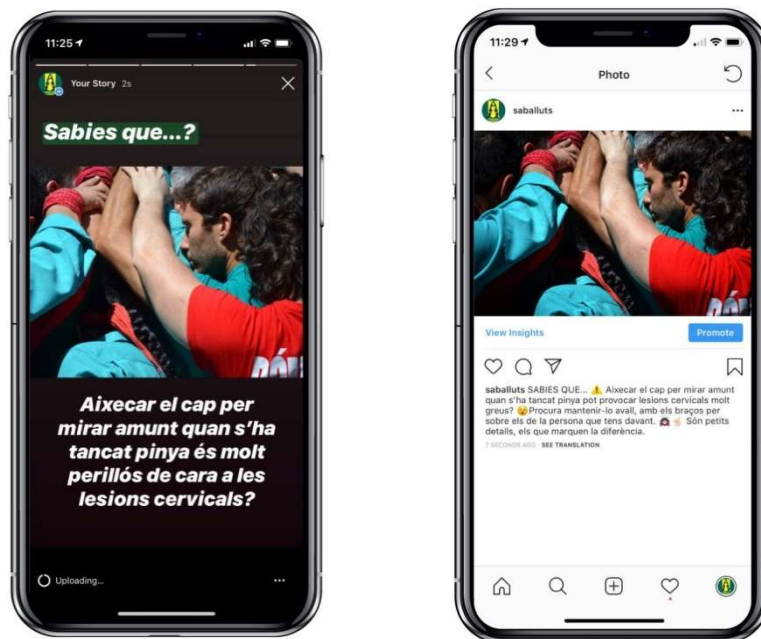 11:25
Your Story 2s
Sabies que...?
Aixecar el cap per
mirar amunt quan s'ha
tancat pinya és molt
perillós de cara a les
lesions cervicals?
Uploading...
11:29
Photo
saballuts
View Insights
Promote
saballuts SABIES QUE... ⚠️ Aixecar el cap per mirar amunt
quan s'ha tancat pinya pot provocar lesions cervicals molt
greus? 😵Procura mantenir-lo avall, amb els braços per
sobre els de la persona que tens davant. 🙇🏻‍♀️ ☝🏻 Són petits
detalls, els que marquen la diferència.
7 SECONDS AGO · SEE TRANSLATION